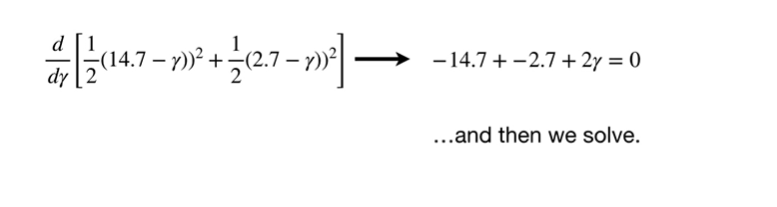 d/dγ [1/2(14.7 – γ))² + 1/2(2.7 – γ))²] ⟶ −14.7 + −2.7 + 2γ = 0
…and then we solve.